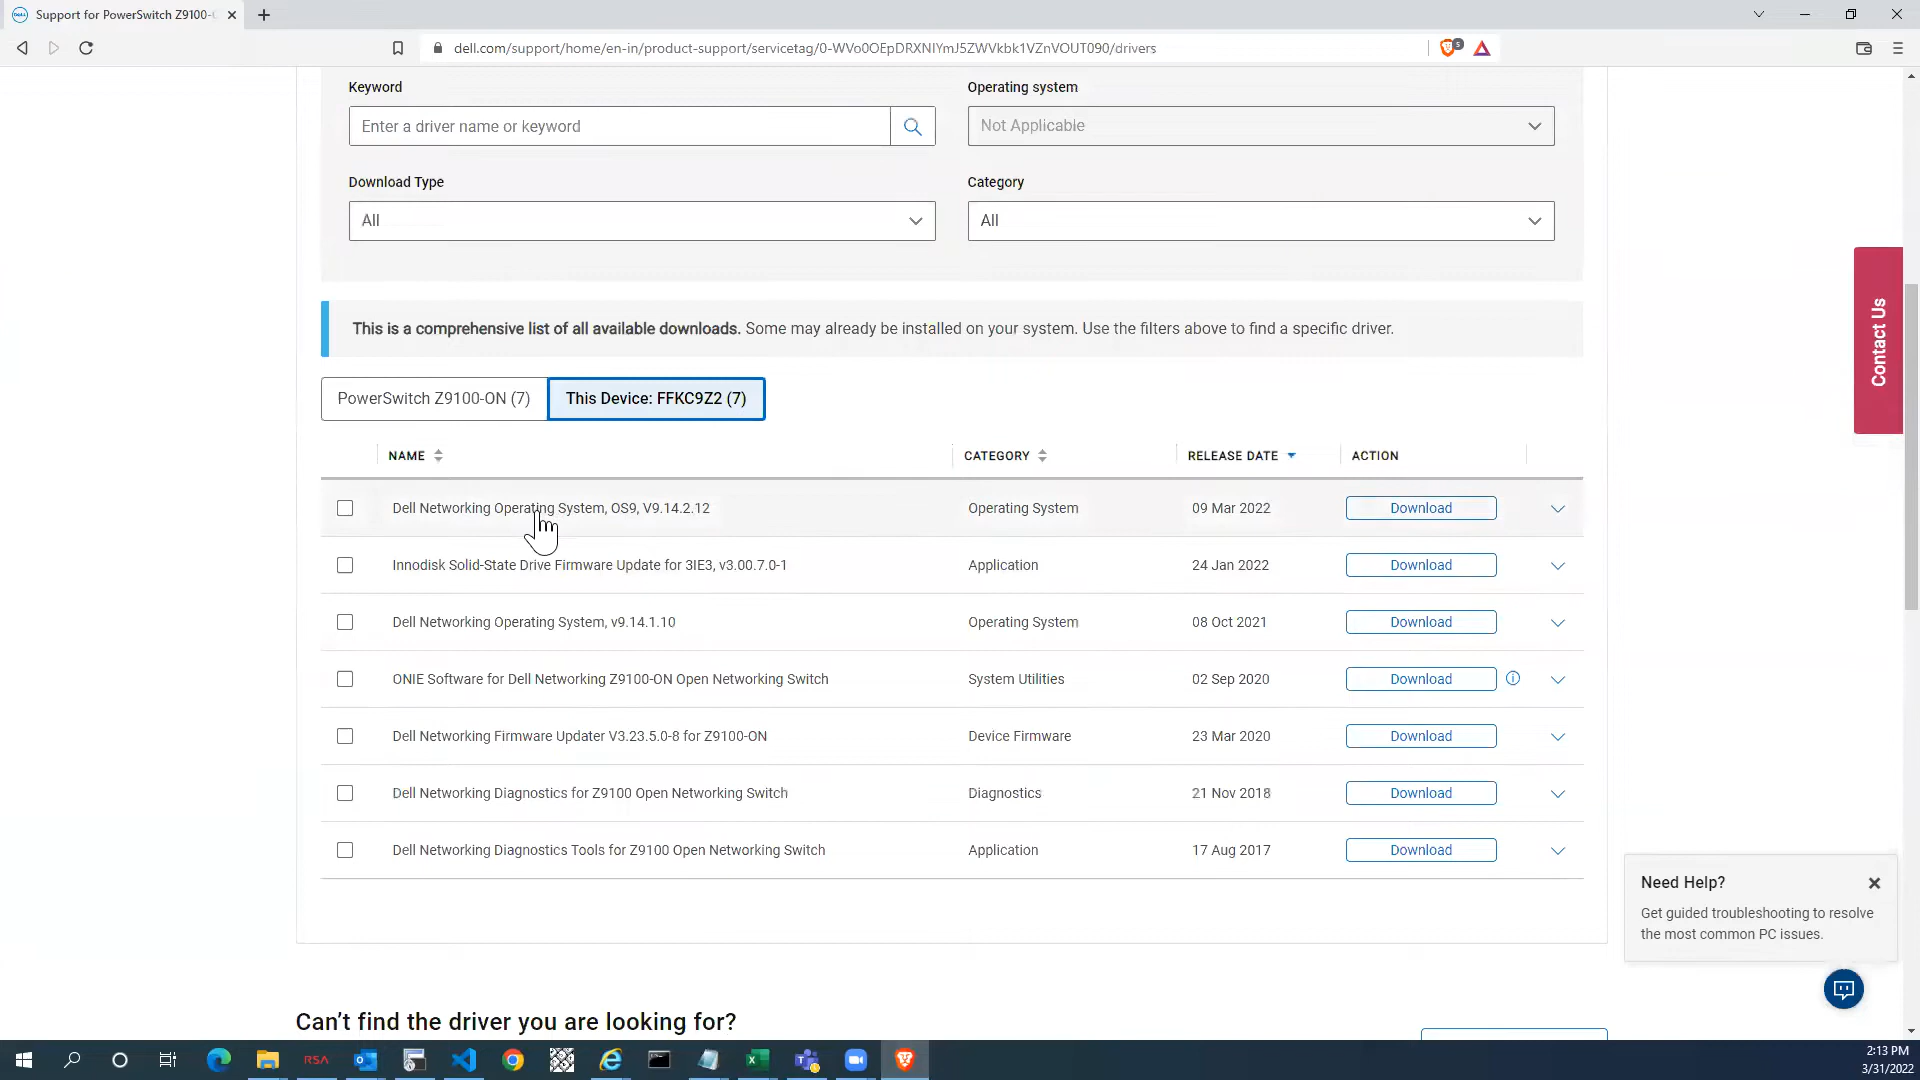 Support for PowerSwitch Z9100-
dell.com/support/home/en-in/product-support/servicetag/0-WVo0OEpDRXNIYmJ5ZWVkbk1VZnVOUT090/drivers
5
Keyword
Operating system
Enter a driver name or keyword
Not Applicable
Download Type
Category
All
All
This is a comprehensive list of all available downloads. Some may already be installed on your system. Use the filters above to find a specific driver.
Contact Us
PowerSwitch Z9100-ON (7)
This Device: FFKC9Z2 (7)
NAME CATEGORY RELEASE DATE ACTION
Dell Networking Operating System, OS9, V9.14.2.12 Operating System 09 Mar 2022 Download
Innodisk Solid-State Drive Firmware Update for 3IE3, v3.00.7.0-1 Application 24 Jan 2022 Download
Dell Networking Operating System, v9.14.1.10 Operating System 08 Oct 2021 Download
ONIE Software for Dell Networking Z9100-ON Open Networking Switch System Utilities 02 Sep 2020 Download
Dell Networking Firmware Updater V3.23.5.0-8 for Z9100-ON Device Firmware 23 Mar 2020 Download
Dell Networking Diagnostics for Z9100 Open Networking Switch Diagnostics 21 Nov 2018 Download
Dell Networking Diagnostics Tools for Z9100 Open Networking Switch Application 17 Aug 2017 Download
Need Help?
Get guided troubleshooting to resolve
the most common PC issues.
Can’t find the driver you are looking for?
RSA
2:13 PM
3/31/2022